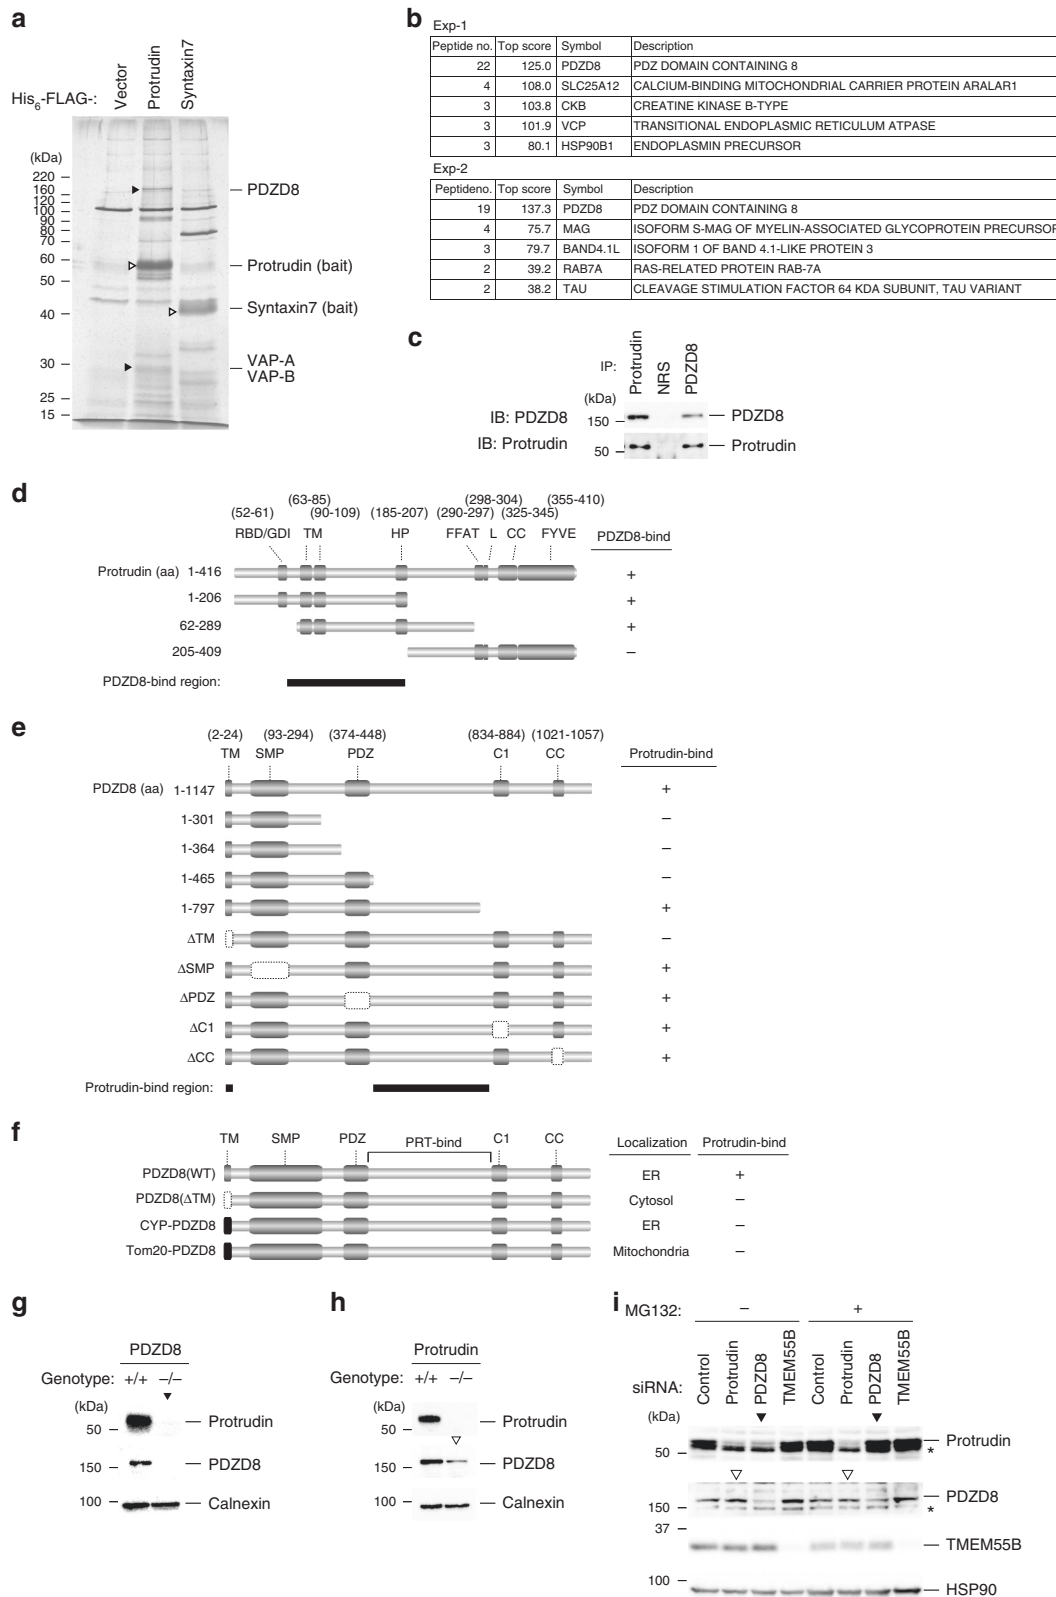 a
His6-FLAG-:
Vector
Protrudin
Syntaxin7
(kDa)
220
160
120
100
90
80
70
60
50
40
30
25
15
PDZD8
Protrudin (bait)
Syntaxin7 (bait)
VAP-A
VAP-B
b
Exp-1
Peptide no. Top score Symbol Description
22 125.0 PDZD8 PDZ DOMAIN CONTAINING 8
4 108.0 SLC25A12 CALCIUM-BINDING MITOCHONDRIAL CARRIER PROTEIN ARALAR1
3 103.8 CKB CREATINE KINASE B-TYPE
3 101.9 VCP TRANSITIONAL ENDOPLASMIC RETICULUM ATPASE
3 80.1 HSP90B1 ENDOPLASMIN PRECURSOR
Exp-2
Peptideno. Top score Symbol Description
19 137.3 PDZD8 PDZ DOMAIN CONTAINING 8
4 75.7 MAG ISOFORM S-MAG OF MYELIN-ASSOCIATED GLYCOPROTEIN PRECURSOR
3 79.7 BAND4.1L ISOFORM 1 OF BAND 4.1-LIKE PROTEIN 3
2 39.2 RAB7A RAS-RELATED PROTEIN RAB-7A
2 38.2 TAU CLEAVAGE STIMULATION FACTOR 64 KDA SUBUNIT, TAU VARIANT
c
IP: Protrudin NRS PDZD8
(kDa)
IB: PDZD8 150 PDZD8
IB: Protrudin 50 Protrudin
d
(63-85) (298-304) (355-410)
(52-61) (90-109) (185-207) (290-297) (325-345)
RBD/GDI TM HP FFAT L CC FYVE PDZD8-bind
Protrudin (aa) 1-416 +
1-206 +
62-289 +
205-409 −
PDZD8-bind region:
e
(2-24) (93-294) (374-448) (834-884) (1021-1057)
TM SMP PDZ C1 CC Protrudin-bind
PDZD8 (aa) 1-1147 +
1-301 −
1-364 −
1-465 −
1-797 +
ΔTM −
ΔSMP +
ΔPDZ +
ΔC1 +
ΔCC +
Protrudin-bind region:
f
TM SMP PDZ PRT-bind C1 CC Localization Protrudin-bind
PDZD8(WT) ER +
PDZD8(ΔTM) Cytosol −
CYP-PDZD8 ER −
Tom20-PDZD8 Mitochondria −
g
PDZD8
Genotype: +/+ −/−
(kDa)
50 Protrudin
150 PDZD8
100 Calnexin
h
Protrudin
Genotype: +/+ −/−
(kDa)
50 Protrudin
150 PDZD8
100 Calnexin
i
MG132: − +
siRNA: Control Protrudin PDZD8 TMEM55B Control Protrudin PDZD8 TMEM55B
(kDa)
50 Protrudin
*
150 PDZD8
*
37 TMEM55B
100 HSP90